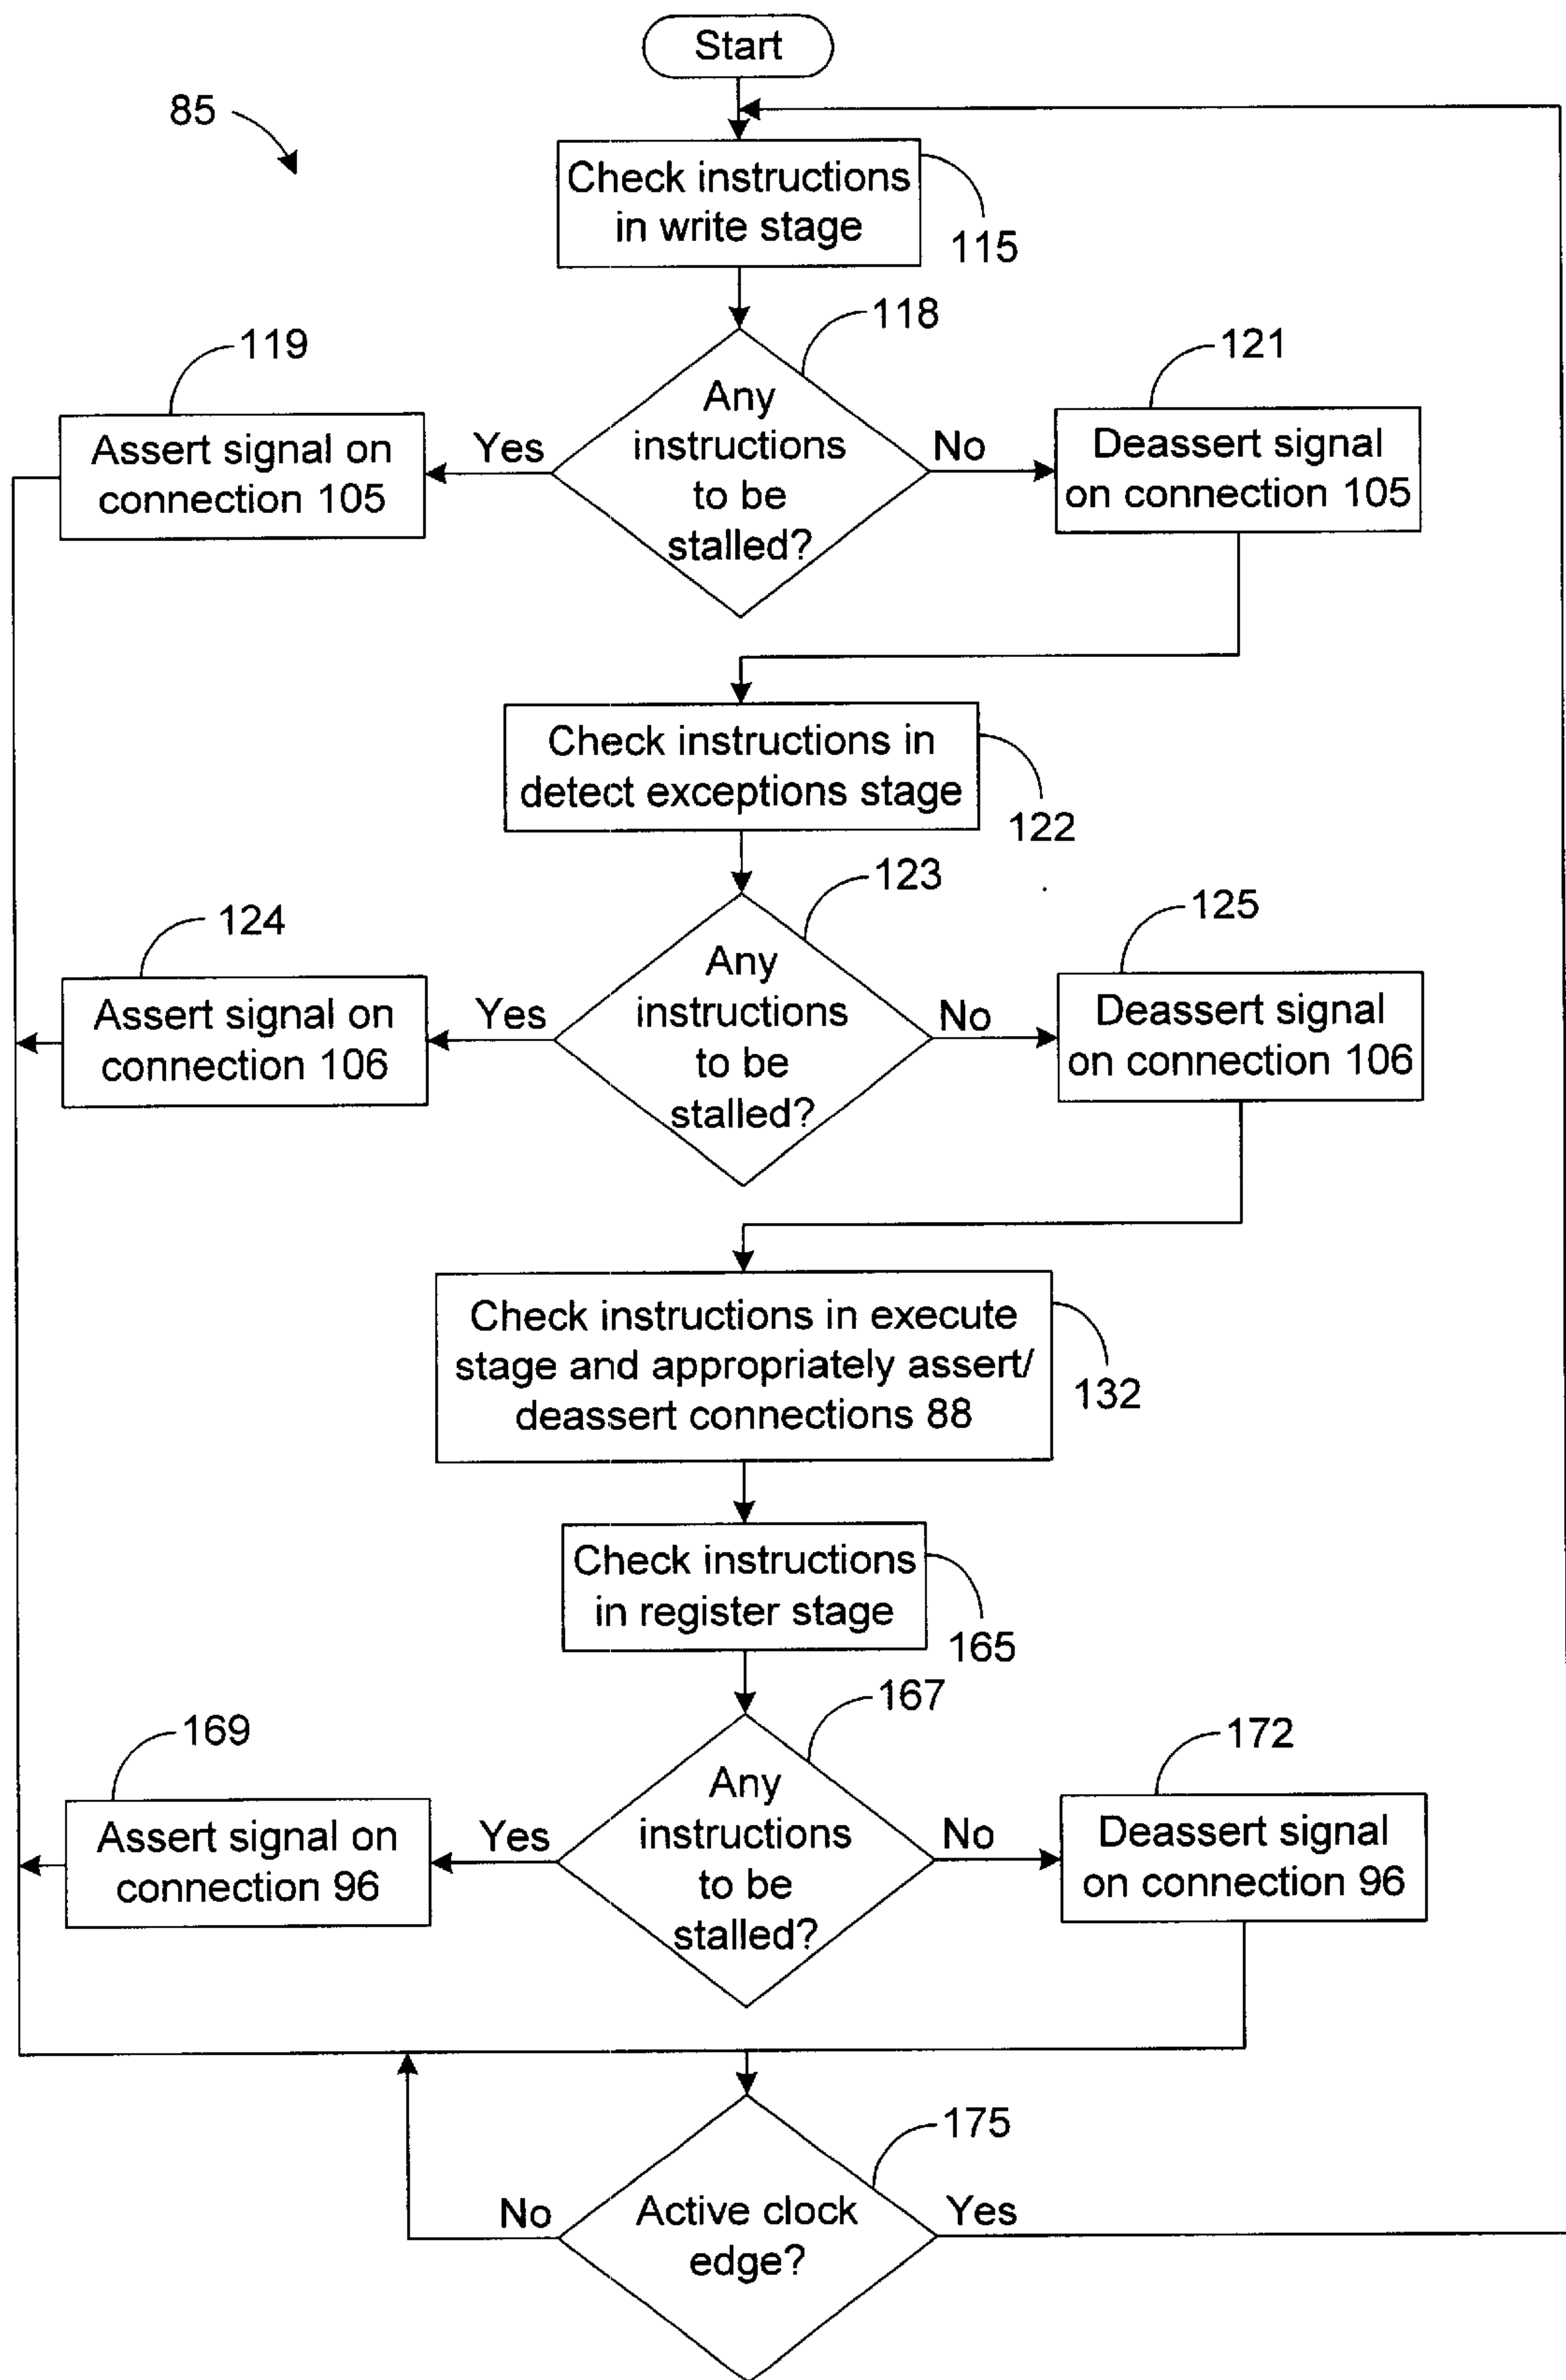 Start
85
Check instructions
in write stage
115
118
119
121
Any
instructions
to be
stalled?
Yes
No
Assert signal on
connection 105
Deassert signal
on connection 105
Check instructions in
detect exceptions stage
122
123
124
125
Any
instructions
to be
stalled?
Yes
No
Assert signal on
connection 106
Deassert signal
on connection 106
Check instructions in execute
stage and appropriately assert/
deassert connections 88
132
Check instructions
in register stage
165
167
169
172
Any
instructions
to be
stalled?
Yes
No
Assert signal on
connection 96
Deassert signal
on connection 96
175
Active clock
edge?
No
Yes